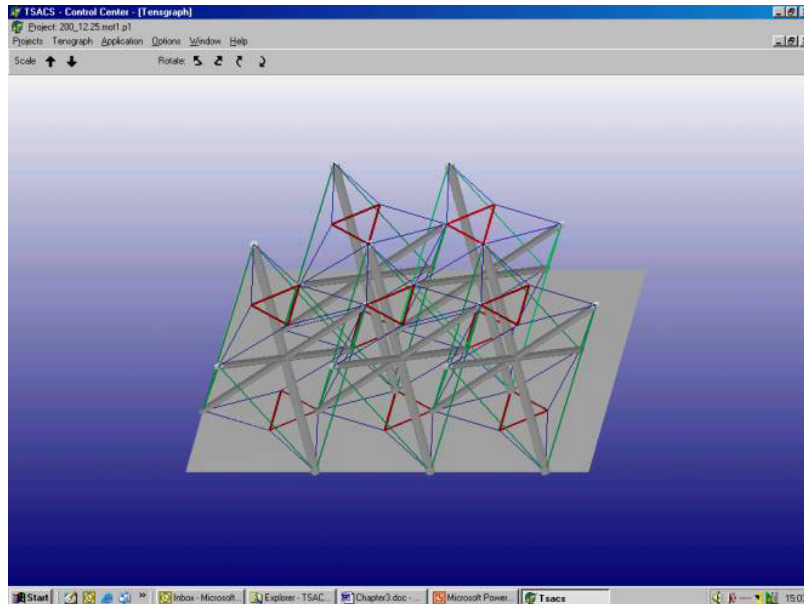 TSACS - Control Center - [Tensgraph]
Project: 200_12.25.mot1.p1
Projects Tensgraph Application Options Window Help
Scale Rotate:
Start » Inbox - Microsoft... Explorer - TSAC... Chapter3.doc - ... Microsoft Power... Tsacs